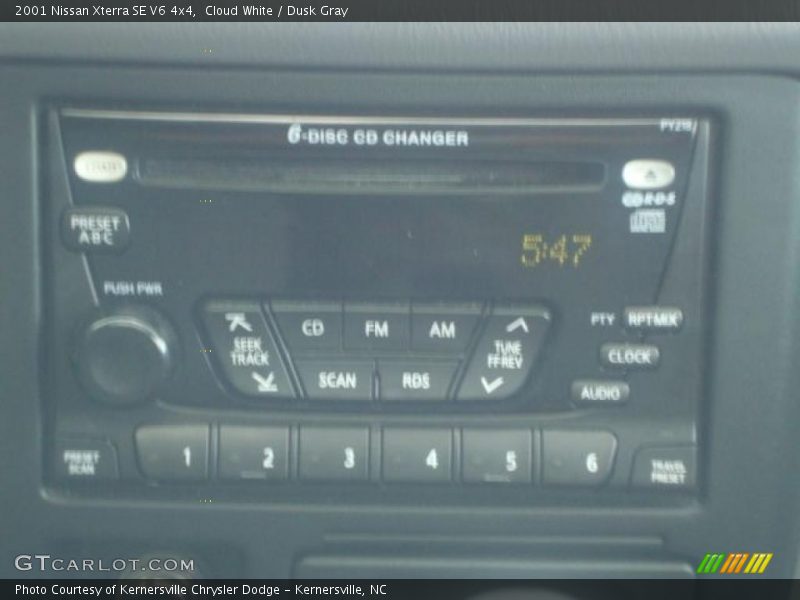 2001 Nissan Xterra SE V6 4x4,  Cloud White / Dusk Gray
6-DISC CD CHANGER
PRESET
A B C
RDS
5:47
PUSH PWR
SEEK
TRACK
CD
FM
AM
TUNE
FF·REV
SCAN
RDS
PTY
RPT·MIX
CLOCK
AUDIO
PRESET
SCAN
1
2
3
4
5
6
TRAVEL
PRESET
GTCARLOT.COM
Photo Courtesy of Kernersville Chrysler Dodge – Kernersville, NC